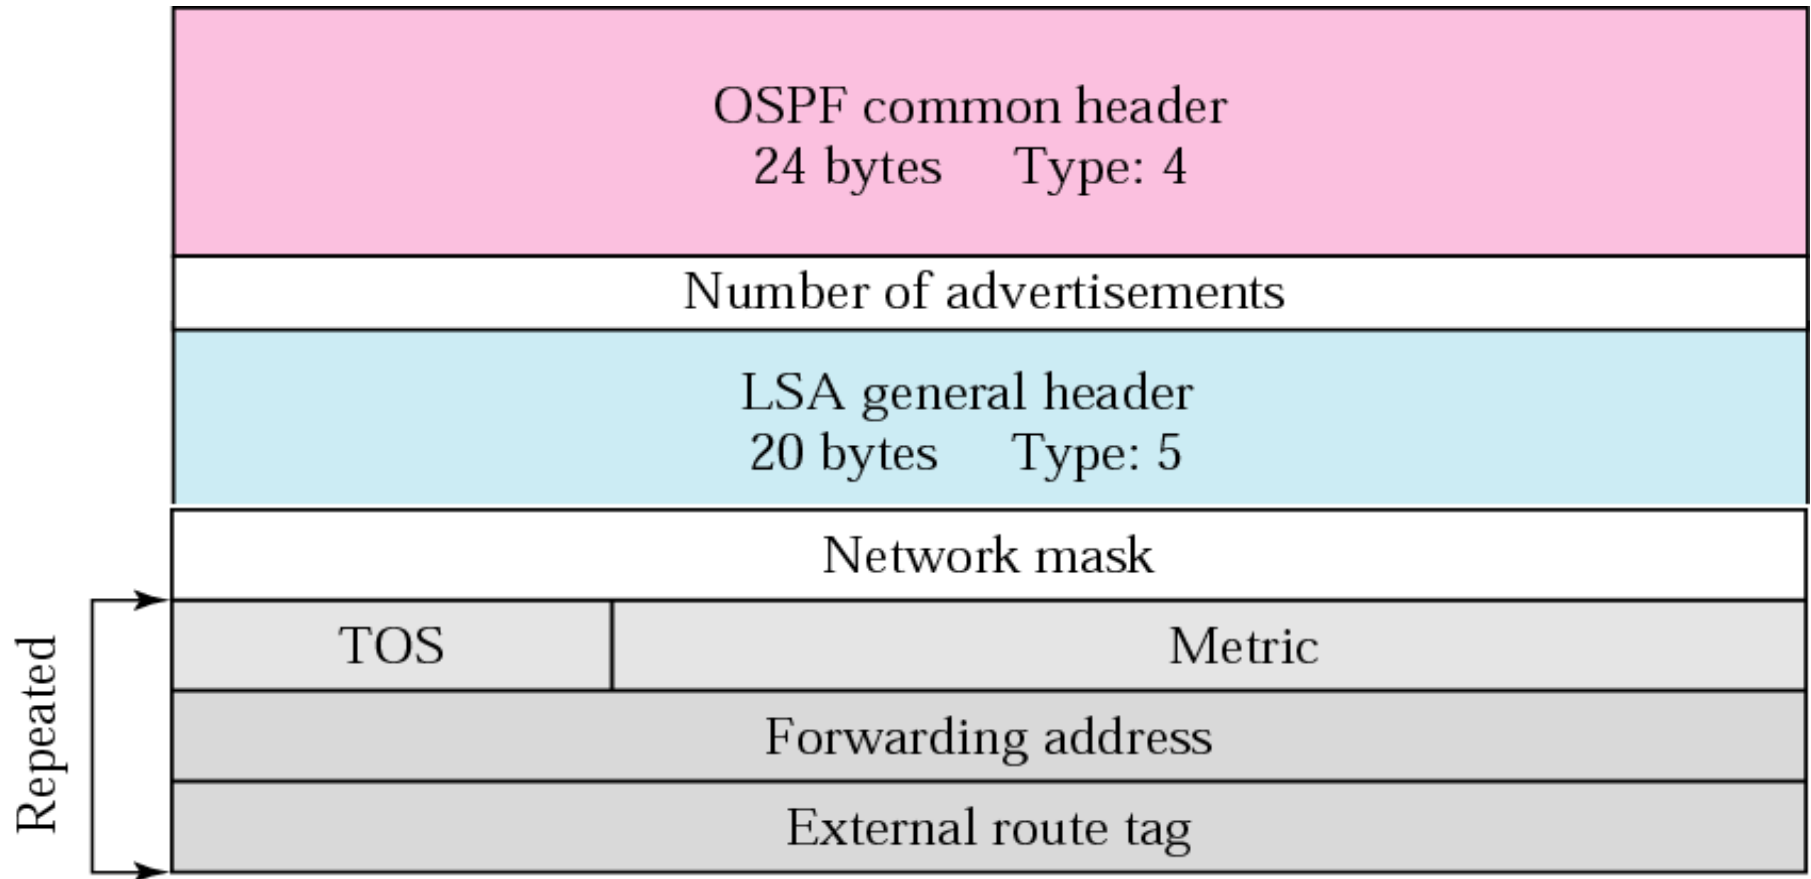 OSPF common header
24 bytes Type: 4
Number of advertisements
LSA general header
20 bytes Type: 5
Network mask
Repeated
TOS
Metric
Forwarding address
External route tag